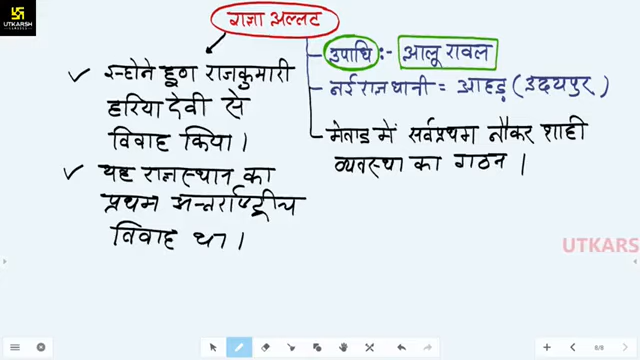 UTKARSH
राजा अल्लट
उपाधि :- आलू रावल
नई राजधानी = आहड़ (उदयपुर)
मेवाड़ में सर्वप्रथम नौकर शाही
व्यवस्था का गठन।
✓ इन्होने हूण राजकुमारी
हरिया देवी से
विवाह किया।
✓ यह राजस्थान का
प्रथम अन्तर्राष्ट्रीय
विवाह था।
UTKARS
8/8